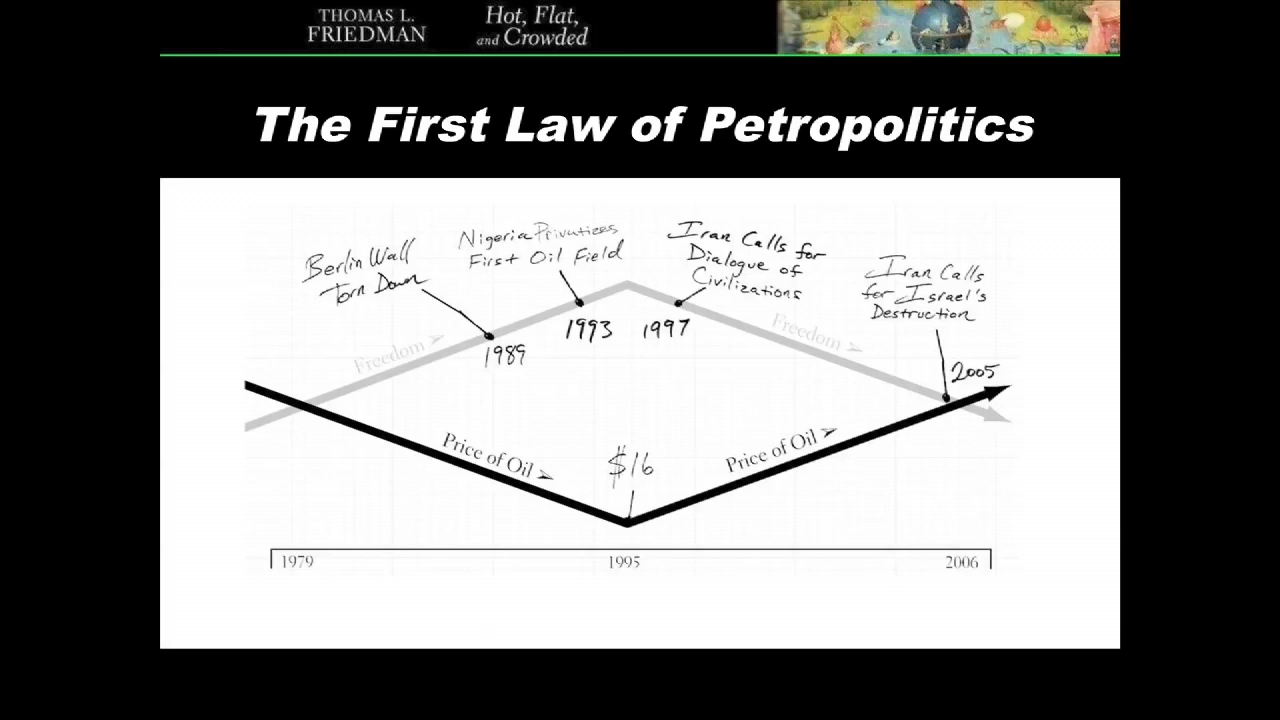 THOMAS L.
FRIEDMAN
Hot, Flat,
and Crowded
The First Law of Petropolitics
Berlin Wall
Torn Down
Nigeria Privatizes
First Oil Field
Iran Calls for
Dialogue of
Civilizations
Iran Calls
for Israel's
Destruction
1989
1993
1997
2005
Freedom
Freedom
Price of Oil
$16
Price of Oil
1979
1995
2006